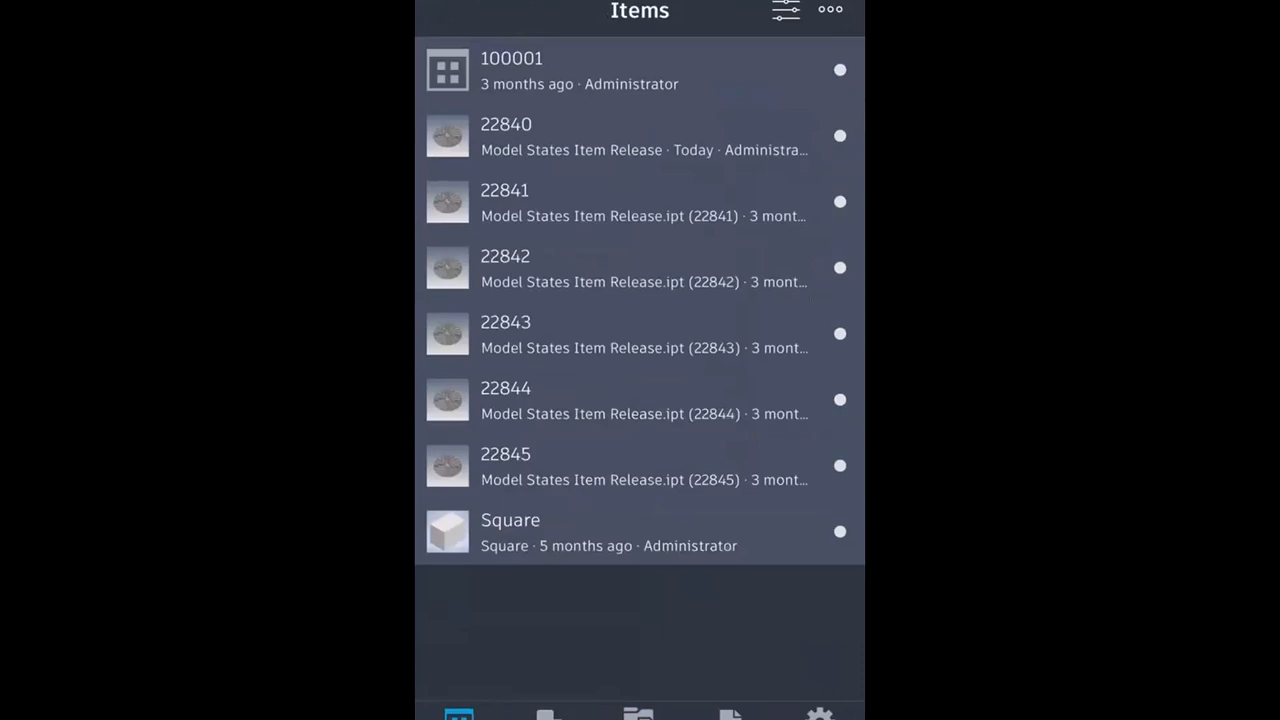 Items
100001
3 months ago · Administrator
22840
Model States Item Release · Today · Administra...
22841
Model States Item Release.ipt (22841) · 3 mont...
22842
Model States Item Release.ipt (22842) · 3 mont...
22843
Model States Item Release.ipt (22843) · 3 mont...
22844
Model States Item Release.ipt (22844) · 3 mont...
22845
Model States Item Release.ipt (22845) · 3 mont...
Square
Square · 5 months ago · Administrator